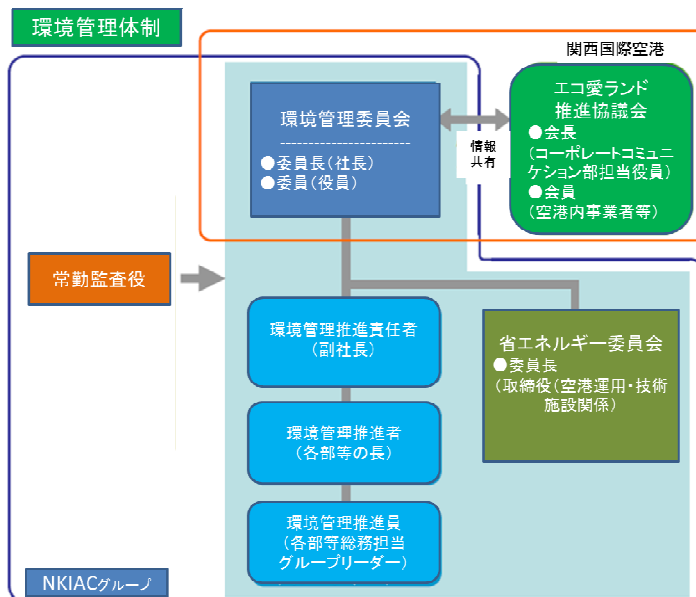 環境管理体制
関西国際空港
環境管理委員会
●委員長(社長)
●委員(役員)
情報
共有
エコ愛ランド
推進協議会
●会長
(コーポレートコミュニ
ケション部担当役員)
●会員
(空港内事業者等)
常勤監査役
環境管理推進責任者
(副社長)
省エネルギー委員会
●委員長
(取締役(空港運用・技術
施設関係)
環境管理推進者
(各部等の長)
環境管理推進員
(各部等総務担当
グループリーダー)
NKIACグループ